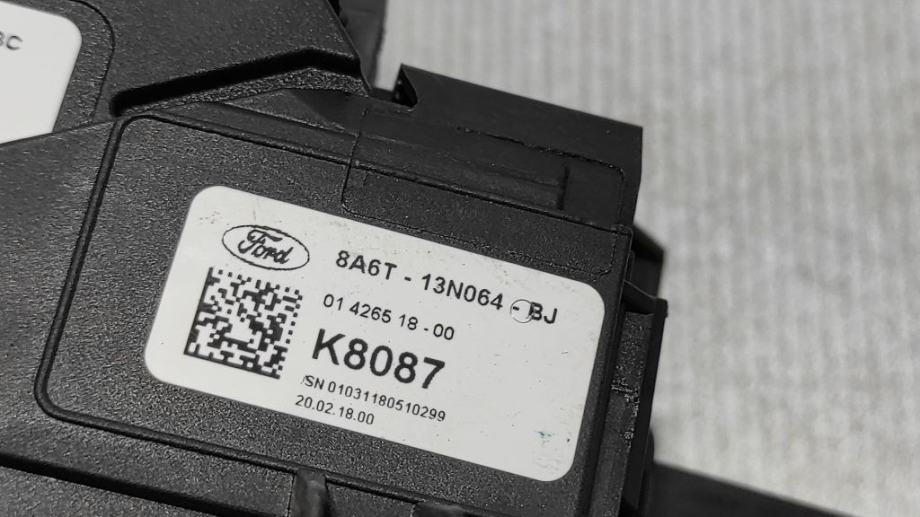 Ford
8A6T - 13N064 - BJ
01 4265 18 - 00
K8087
SN 01031180510299
20.02.18.00